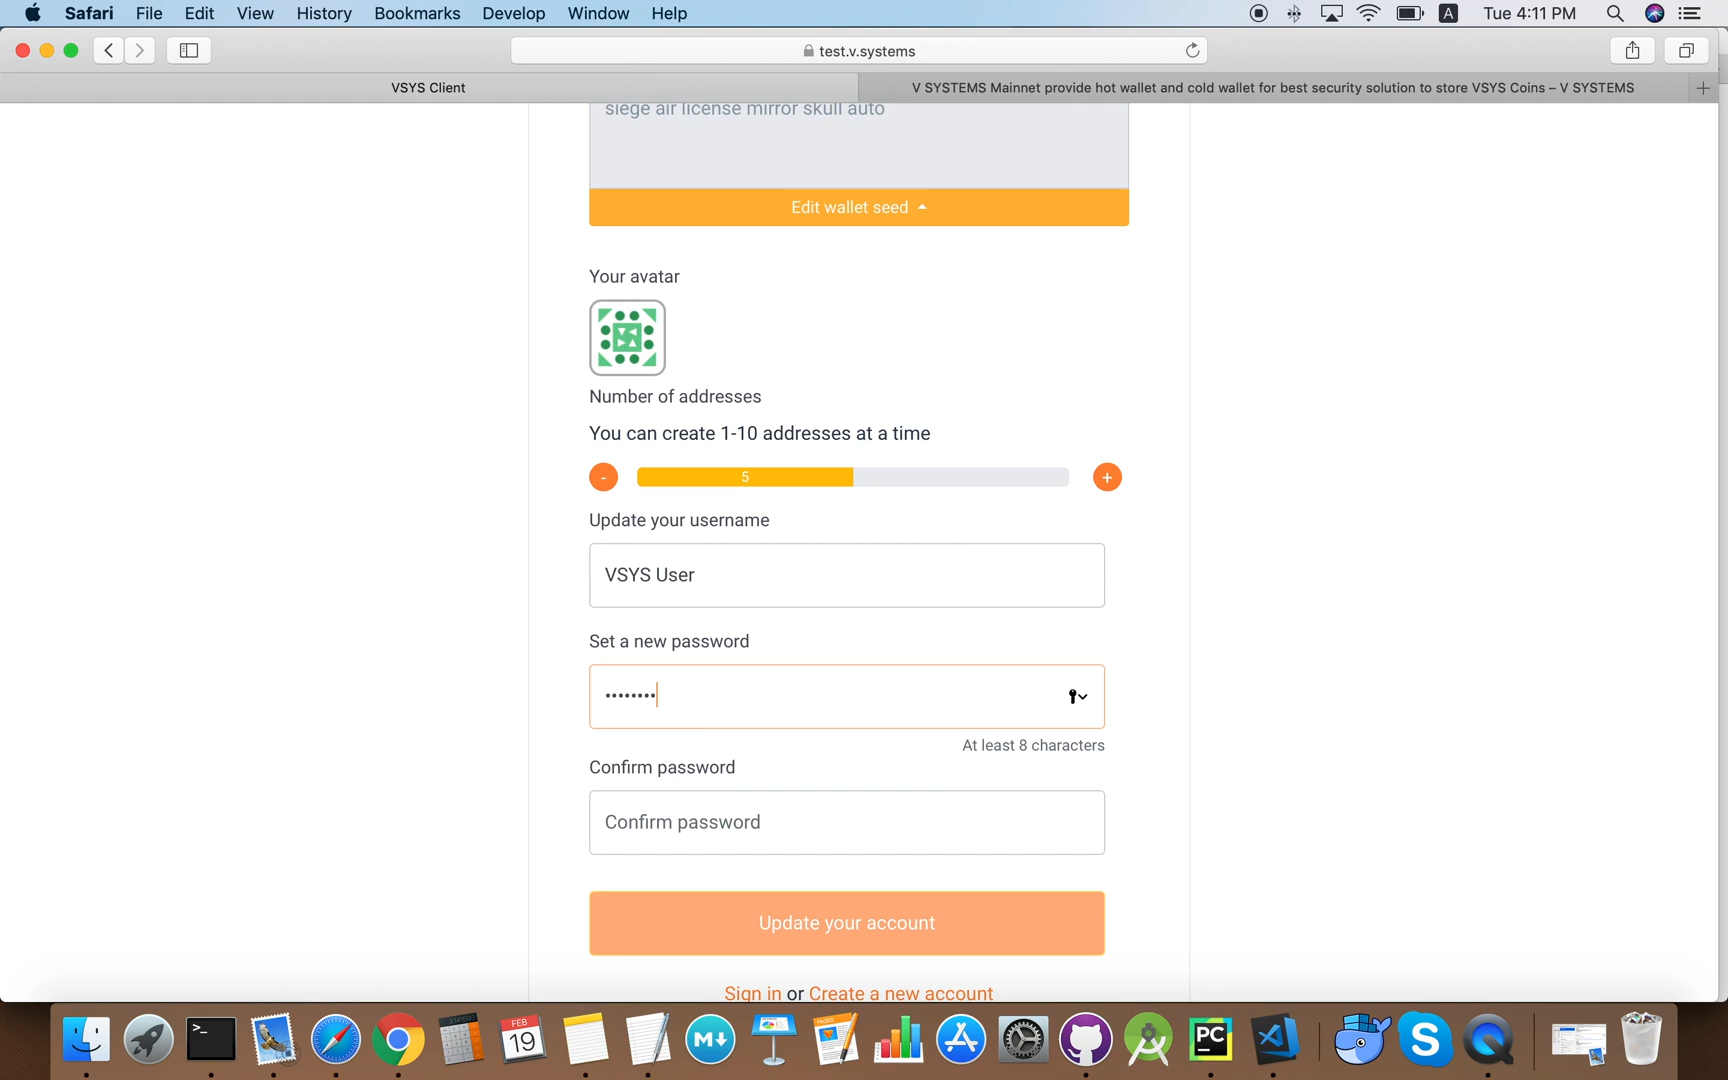 Safari File Edit View History Bookmarks Develop Window Help
A Tue 4:11 PM
test.v.systems
VSYS Client
V SYSTEMS Mainnet provide hot wallet and cold wallet for best security solution to store VSYS Coins – V SYSTEMS
siege air license mirror skull auto
Edit wallet seed
Your avatar
Number of addresses
You can create 1-10 addresses at a time
- 5 +
Update your username
VSYS User
Set a new password
••••••••
At least 8 characters
Confirm password
Confirm password
Update your account
Sign in or Create a new account
FEB
19
PAGES
PC
M
S